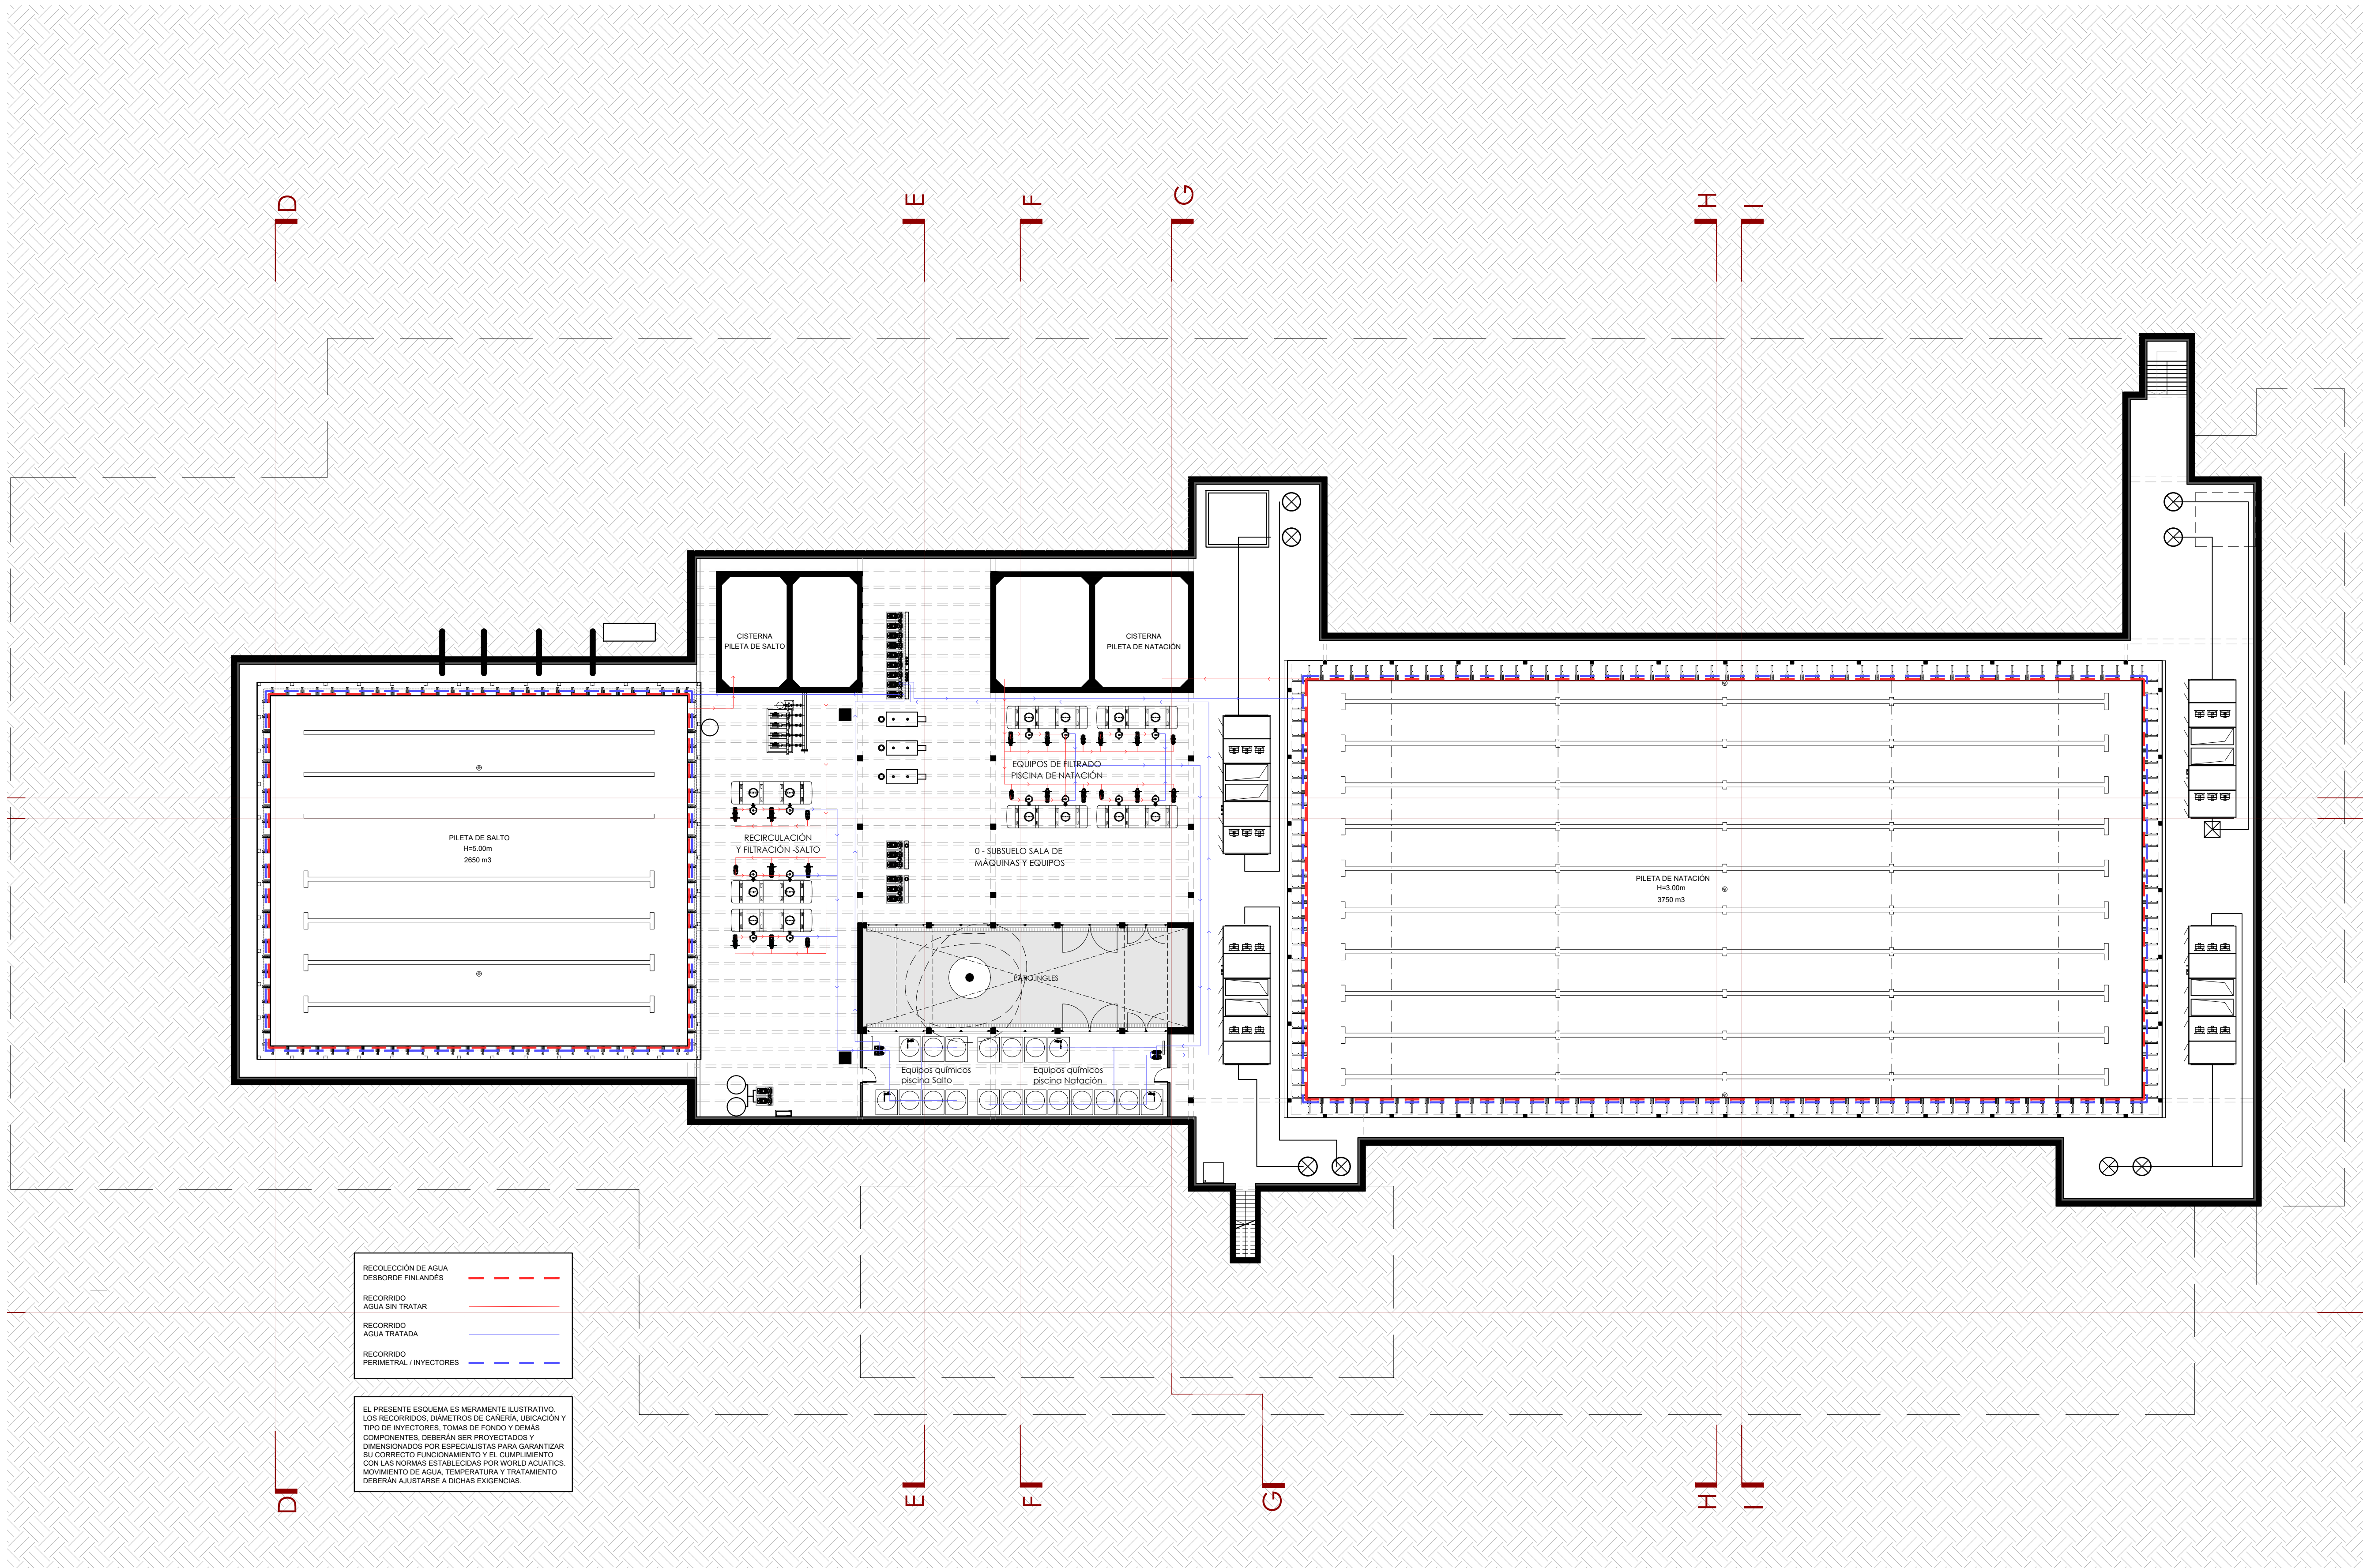 D
E
F
G
H
I
CISTERNA
PILETA DE SALTO
CISTERNA
PILETA DE NATACIÓN
EQUIPOS DE FILTRADO
PISCINA DE NATACIÓN
PILETA DE SALTO
H=5.00m
2650 m3
RECIRCULACIÓN
Y FILTRACIÓN -SALTO
0 - SUBSUELO SALA DE
MÁQUINAS Y EQUIPOS
PILETA DE NATACIÓN
H=3.00m
3750 m3
PATIO INGLES
Equipos químicos
piscina Salto
Equipos químicos
piscina Natación
RECOLECCIÓN DE AGUA
DESBORDE FINLANDÉS
RECORRIDO
AGUA SIN TRATAR
RECORRIDO
AGUA TRATADA
RECORRIDO
PERIMETRAL / INYECTORES
EL PRESENTE ESQUEMA ES MERAMENTE ILUSTRATIVO.
LOS RECORRIDOS, DIÁMETROS DE CAÑERÍA, UBICACIÓN Y
TIPO DE INYECTORES, TOMAS DE FONDO Y DEMÁS
COMPONENTES, DEBERÁN SER PROYECTADOS Y
DIMENSIONADOS POR ESPECIALISTAS PARA GARANTIZAR
SU CORRECTO FUNCIONAMIENTO Y EL CUMPLIMIENTO
CON LAS NORMAS ESTABLECIDAS POR WORLD ACUATICS.
MOVIMIENTO DE AGUA, TEMPERATURA Y TRATAMIENTO
DEBERÁN AJUSTARSE A DICHAS EXIGENCIAS.
D
E
F
G
H
I